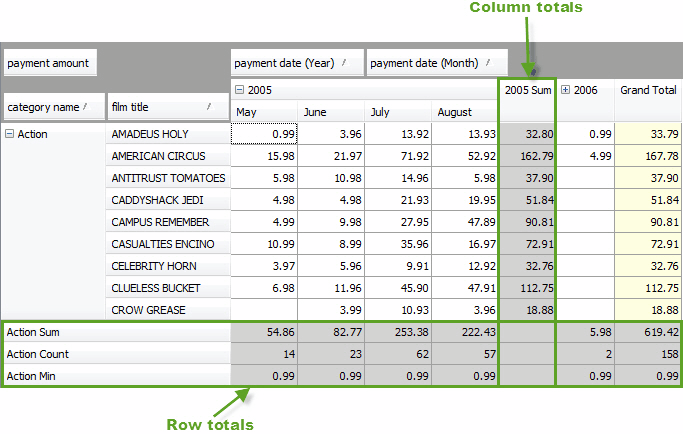 Column totals
payment amount payment date (Year) / payment date (Month) /
2005 2005 Sum 2006 Grand Total
category name / film title / May June July August
Action AMADEUS HOLY 0.99 3.96 13.92 13.93 32.80 0.99 33.79
AMERICAN CIRCUS 15.98 21.97 71.92 52.92 162.79 4.99 167.78
ANTITRUST TOMATOES 5.98 10.98 14.96 5.98 37.90 37.90
CADDYSHACK JEDI 4.98 4.98 21.93 19.95 51.84 51.84
CAMPUS REMEMBER 4.99 9.98 27.95 47.89 90.81 90.81
CASUALTIES ENCINO 10.99 8.99 35.96 16.97 72.91 72.91
CELEBRITY HORN 3.97 5.96 9.91 12.92 32.76 32.76
CLUELESS BUCKET 6.98 11.96 45.90 47.91 112.75 112.75
CROW GREASE 3.99 10.93 3.96 18.88 18.88
Action Sum 54.86 82.77 253.38 222.43 5.98 619.42
Action Count 14 23 62 57 2 158
Action Min 0.99 0.99 0.99 0.99 0.99 0.99
Row totals